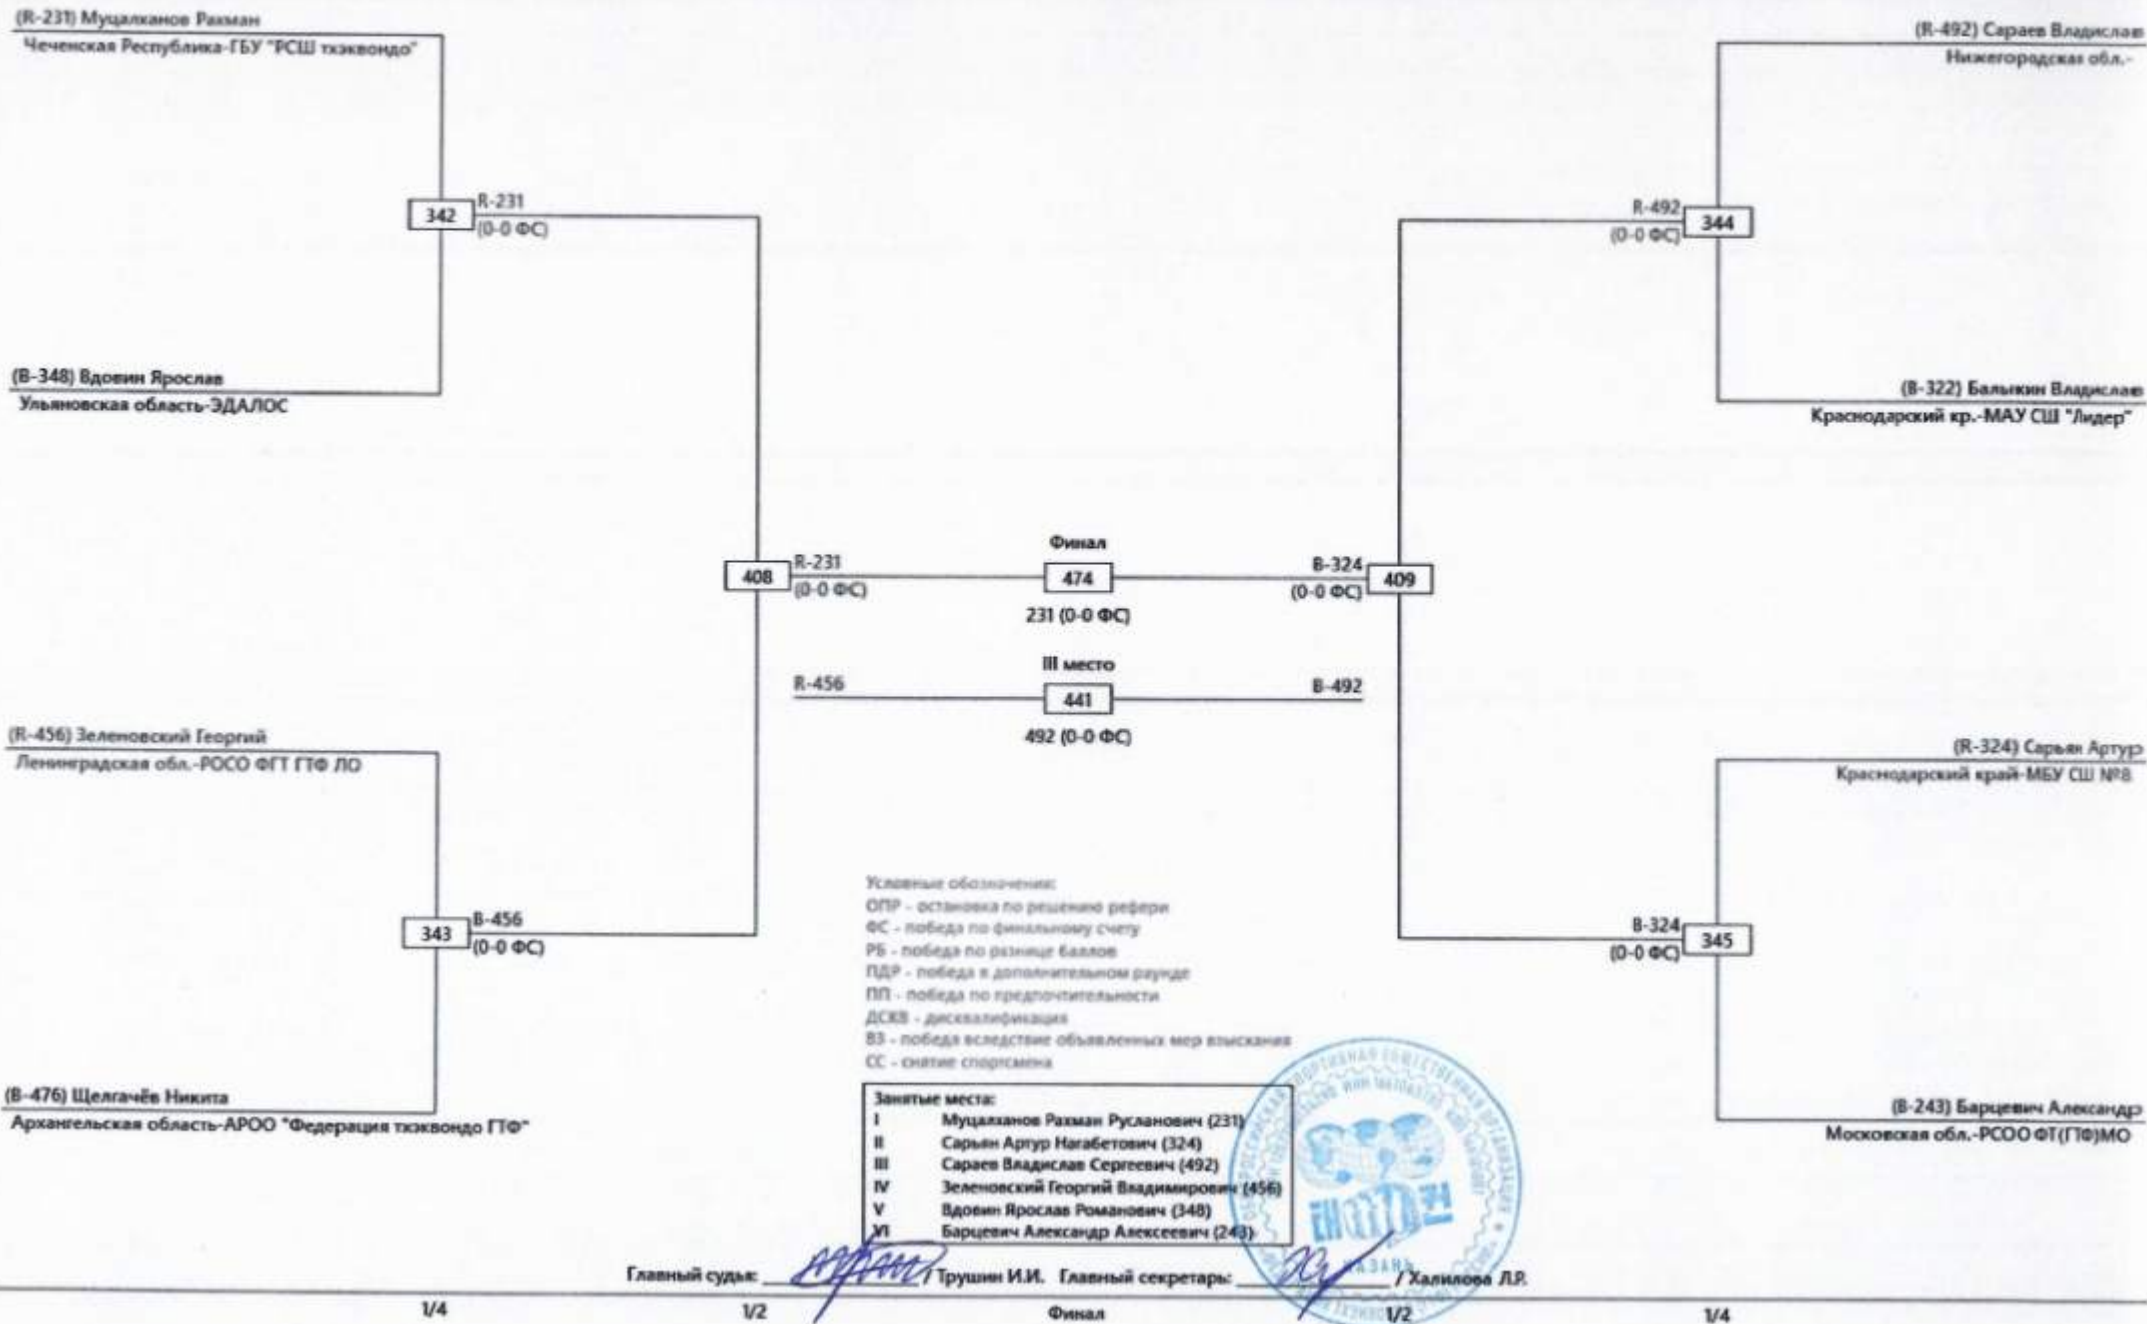 (R-231) Муцалханов Рахман
Чеченская Республика-ГБУ "РСШ тхэквондо"
(R-492) Сараев Владислав
Нижегородская обл.-
342
R-231
(0-0 ФС)
R-492
(0-0 ФС)
344
(B-348) Вдовин Ярослав
Ульяновская область-ЭДАЛОС
(B-322) Балыкин Владислав
Краснодарский кр.-МАУ СШ "Лидер"
408
R-231
(0-0 ФС)
Финал
474
231 (0-0 ФС)
B-324
(0-0 ФС)
409
III место
R-456
441
B-492
492 (0-0 ФС)
(R-456) Зеленовский Георгий
Ленинградская обл.-РОСО ФГТ ГТФ ЛО
(R-324) Сарьян Артур
Краснодарский край-МБУ СШ №8
343
B-456
(0-0 ФС)
B-324
(0-0 ФС)
345
(B-476) Щелгачёв Никита
Архангельская область-АРОО "Федерация тхэквондо ГТФ"
(B-243) Барцевич Александр
Московская обл.-РСОО ФТ(ГТФ)МО
Условные обозначения:
ОПР - остановка по решению рефери
ФС - победа по финальному счету
РБ - победа по разнице баллов
ПДР - победа в дополнительном раунде
ПП - победа по предпочтительности
ДСКВ - дисквалификация
ВЗ - победа вследствие объявленных мер взыскания
СС - снятие спортсмена
Занятые места:
I Муцалханов Рахман Русланович (231)
II Сарьян Артур Нагабетович (324)
III Сараев Владислав Сергеевич (492)
IV Зеленовский Георгий Владимирович (456)
V Вдовин Ярослав Романович (348)
VI Барцевич Александр Алексеевич (243)
Главный судья: / Трушин И.И. Главный секретарь: / Халилова Л.Р.
КАЗАНЬ
1/4 1/2 Финал 1/2 1/4